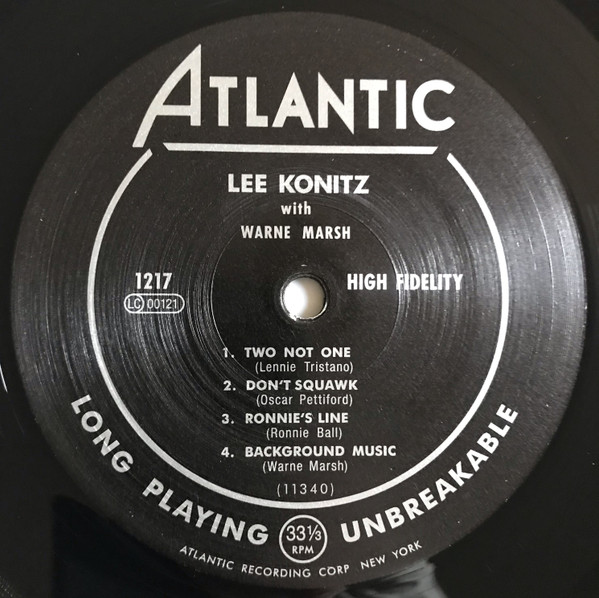 ATLANTIC
LEE KONITZ
with
WARNE MARSH
1217
LC 00121
HIGH FIDELITY
1. TWO NOT ONE
(Lennie Tristano)
2. DON'T SQUAWK
(Oscar Pettiford)
3. RONNIE'S LINE
(Ronnie Ball)
4. BACKGROUND MUSIC
(Warne Marsh)
(11340)
LONG PLAYING 33⅓ RPM UNBREAKABLE
ATLANTIC RECORDING CORP NEW YORK